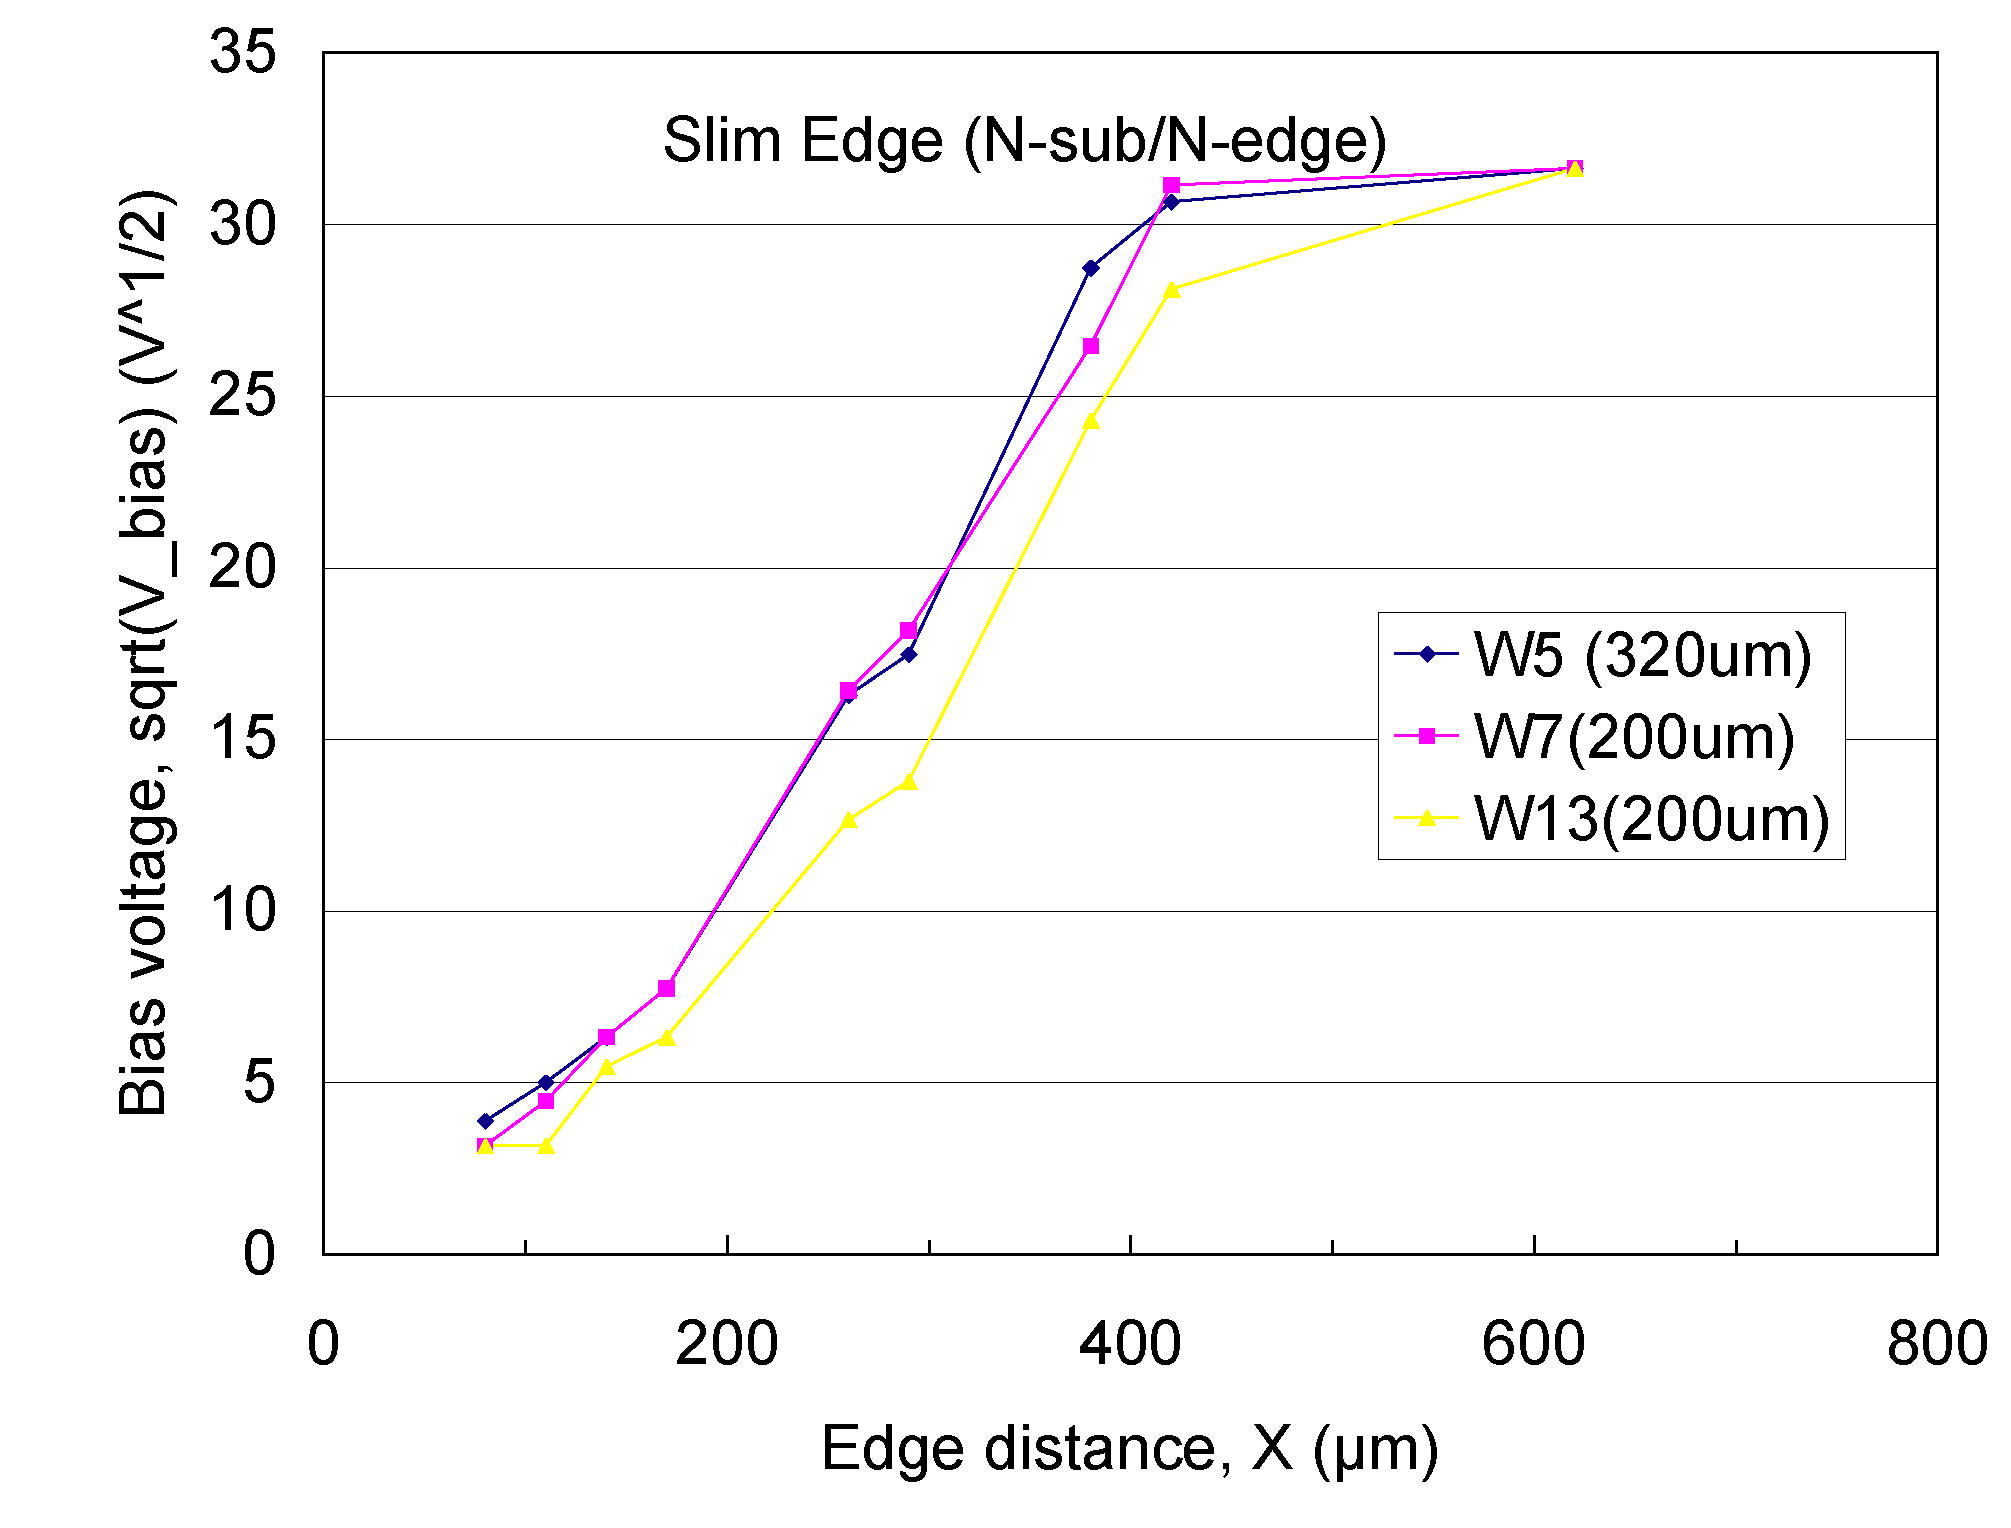 35
Slim Edge (N-sub/N-edge)
30
25
20
15
10
5
0
Bias voltage, sqrt(V_bias) (V^1/2)
W5 (320um)
W7(200um)
W13(200um)
0 200 400 600 800
Edge distance, X (µm)